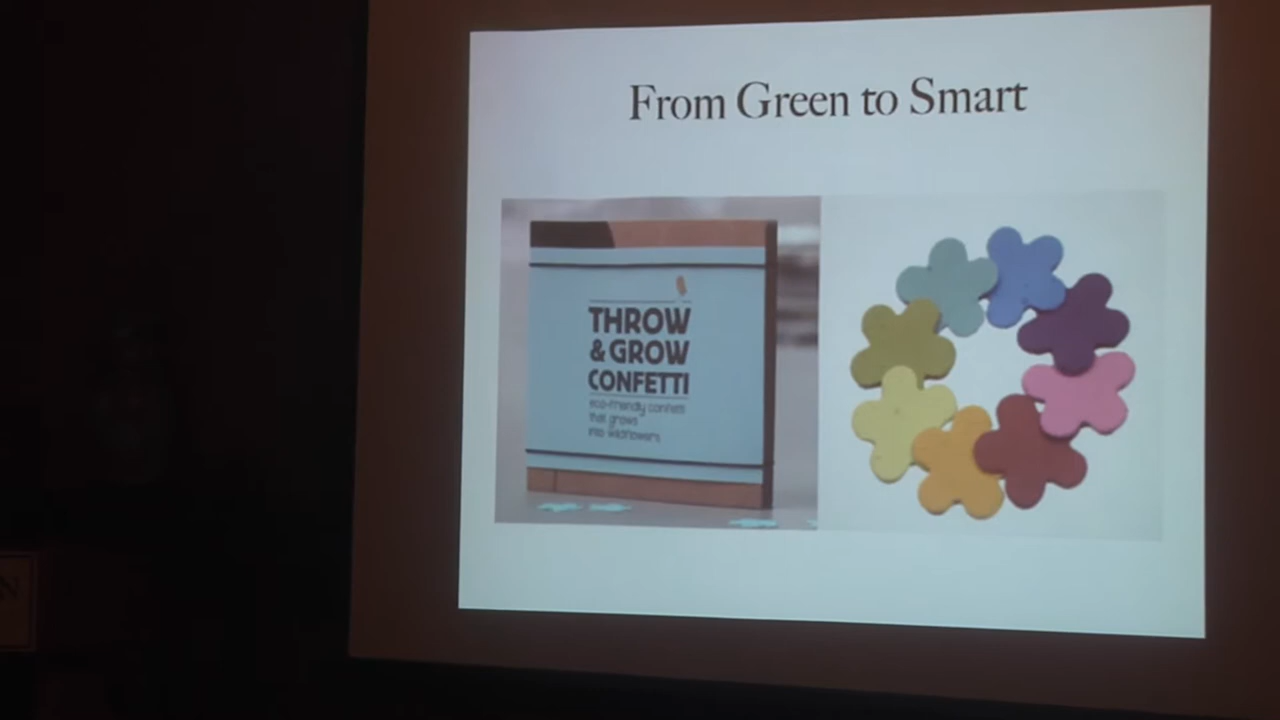 From Green to Smart
THROW
& GROW
CONFETTI
eco-friendly confetti
that grows
into wildflowers